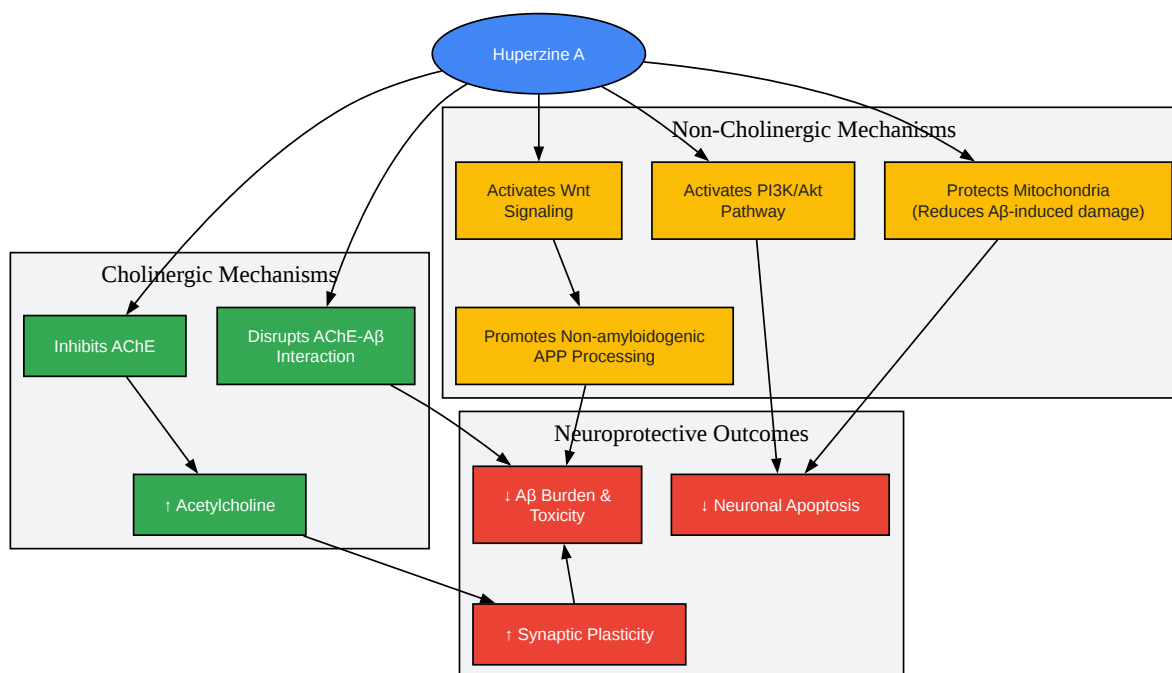 Huperzine A
Non-Cholinergic Mechanisms
Activates Wnt
Signaling
Activates PI3K/Akt
Pathway
Protects Mitochondria
(Reduces Aβ-induced damage)
Cholinergic Mechanisms
Inhibits AChE
Disrupts AChE-Aβ
Interaction
Promotes Non-amyloidogenic
APP Processing
Neuroprotective Outcomes
↑ Acetylcholine
↓ Aβ Burden &
Toxicity
↓ Neuronal Apoptosis
↑ Synaptic Plasticity